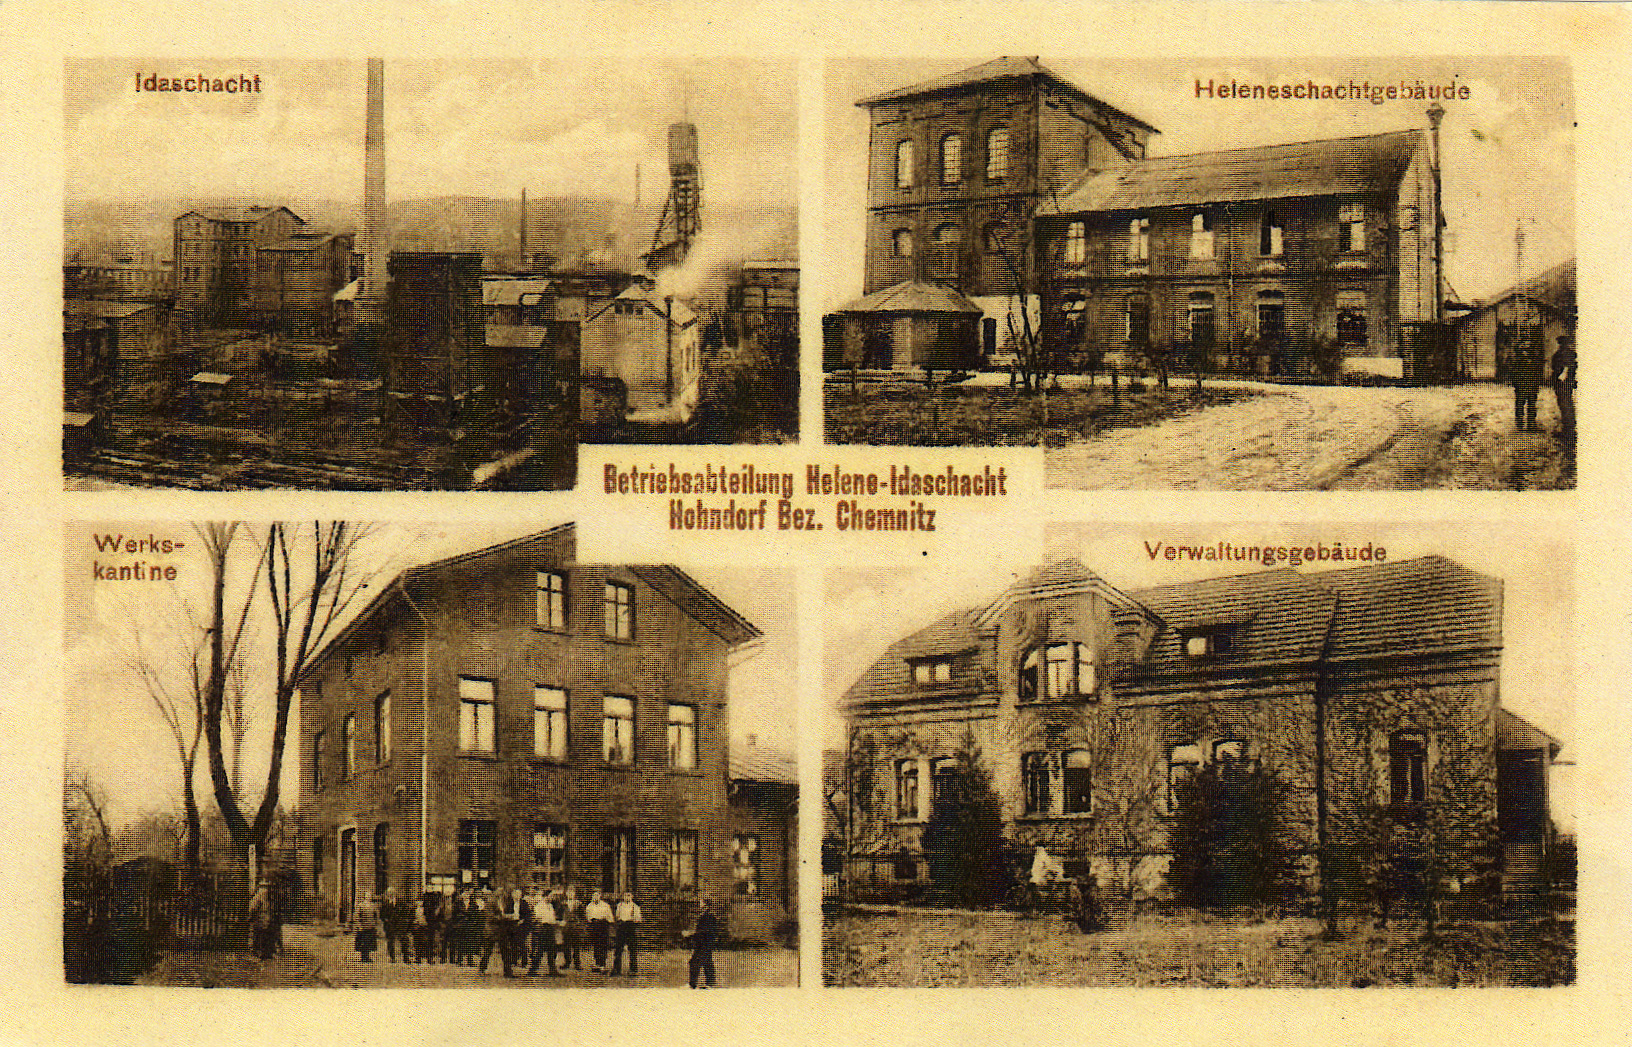 Idaschacht
Heleneschachtgebäude
Betriebsabteilung Helene-Idaschacht
Hohndorf Bez. Chemnitz
Werks-
kantine
Verwaltungsgebäude